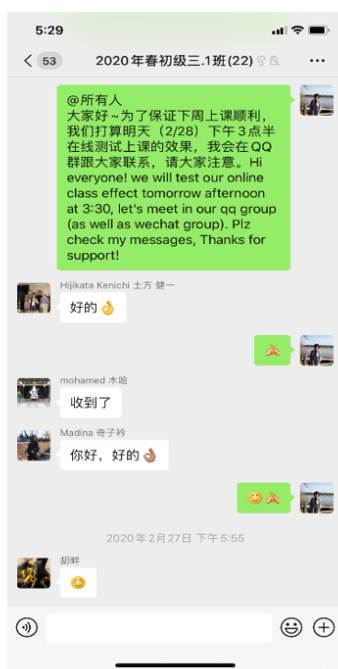 5:29
53
2020年春初级三.1班(22)
@所有人
大家好~为了保证下周上课顺利,
我们打算明天（2/28）下午3点半
在线测试上课的效果，我会在QQ
群跟大家联系，请大家注意。Hi
everyone! we will test our online
class effect tomorrow afternoon
at 3:30, let's meet in our qq group
(as well as wechat group). Plz
check my messages, Thanks for
support!
Hijikata Kenichi 土方 健一
好的👌
🙏
mohamed 木哈
收到了
Madina 奇子衿
你好，好的👌🏽
😊🙏
2020年2月27日 下午5:55
胡畔
😊